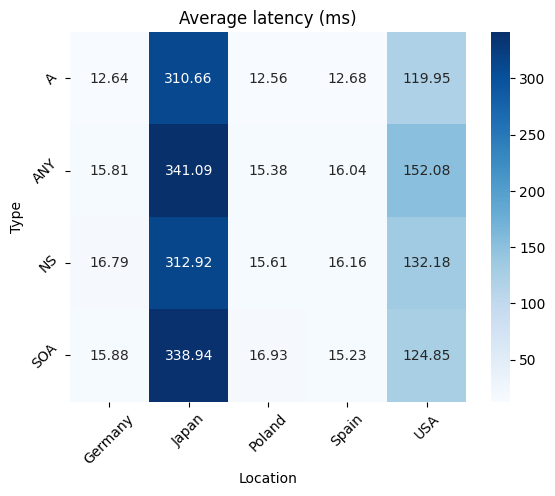 Average latency (ms)
Type
A
12.64 310.66 12.56 12.68 119.95
ANY
15.81 341.09 15.38 16.04 152.08
NS
16.79 312.92 15.61 16.16 132.18
SOA
15.88 338.94 16.93 15.23 124.85
Germany Japan Poland Spain USA
Location
300
250
200
150
100
50